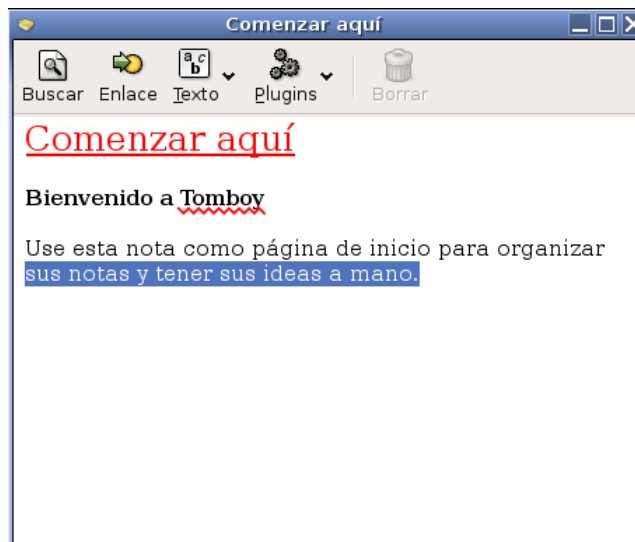 Comenzar aquí
Buscar Enlace Texto Plugins Borrar
Comenzar aquí
Bienvenido a Tomboy
Use esta nota como página de inicio para organizar
sus notas y tener sus ideas a mano.